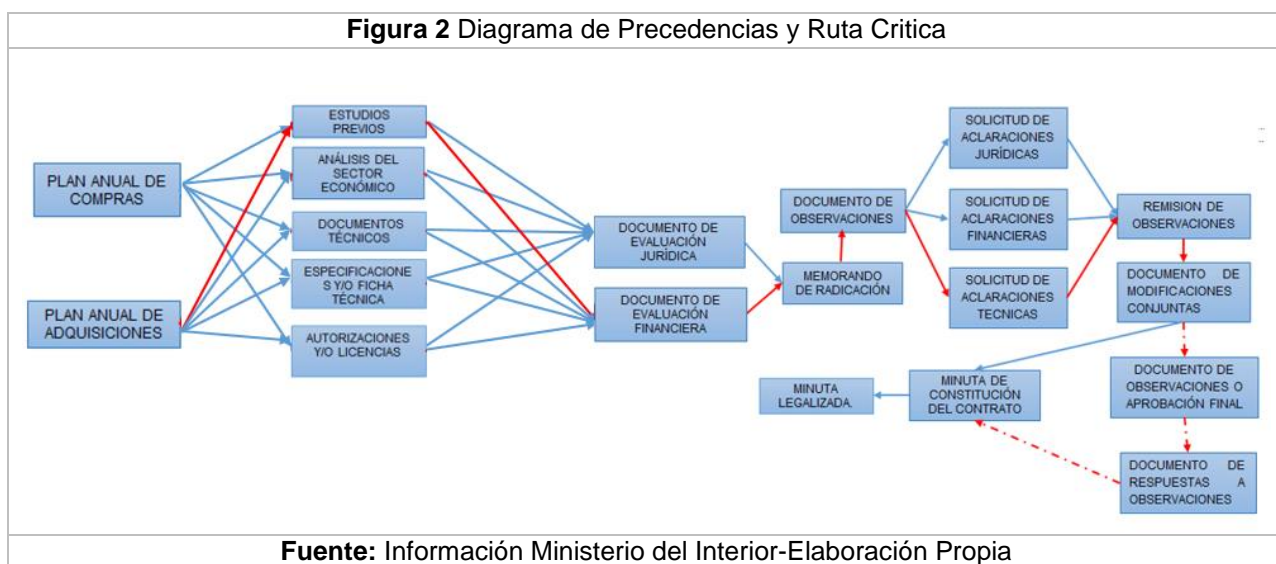 Figura 2 Diagrama de Precedencias y Ruta Critica
PLAN ANUAL DE
COMPRAS
PLAN ANUAL DE
ADQUISICIONES
ESTUDIOS
PREVIOS
ANÁLISIS DEL
SECTOR
ECONÓMICO
DOCUMENTOS
TÉCNICOS
ESPECIFICACIONE
S Y/O FICHA
TÉCNICA
AUTORIZACIONES
Y/O LICENCIAS
DOCUMENTO DE
EVALUACIÓN
JURÍDICA
DOCUMENTO DE
EVALUACIÓN
FINANCIERA
MEMORANDO
DE RADICACIÓN
DOCUMENTO DE
OBSERVACIONES
SOLICITUD DE
ACLARACIONES
JURÍDICAS
SOLICITUD DE
ACLARACIONES
FINANCIERAS
SOLICITUD DE
ACLARACIONES
TECNICAS
REMISION DE
OBSERVACIONES
DOCUMENTO DE
MODIFICACIONES
CONJUNTAS
DOCUMENTO DE
OBSERVACIONES O
APROBACIÓN FINAL
DOCUMENTO DE
RESPUESTAS A
OBSERVACIONES
MINUTA DE
CONSTITUCIÓN
DEL CONTRATO
MINUTA
LEGALIZADA.
Fuente: Información Ministerio del Interior-Elaboración Propia